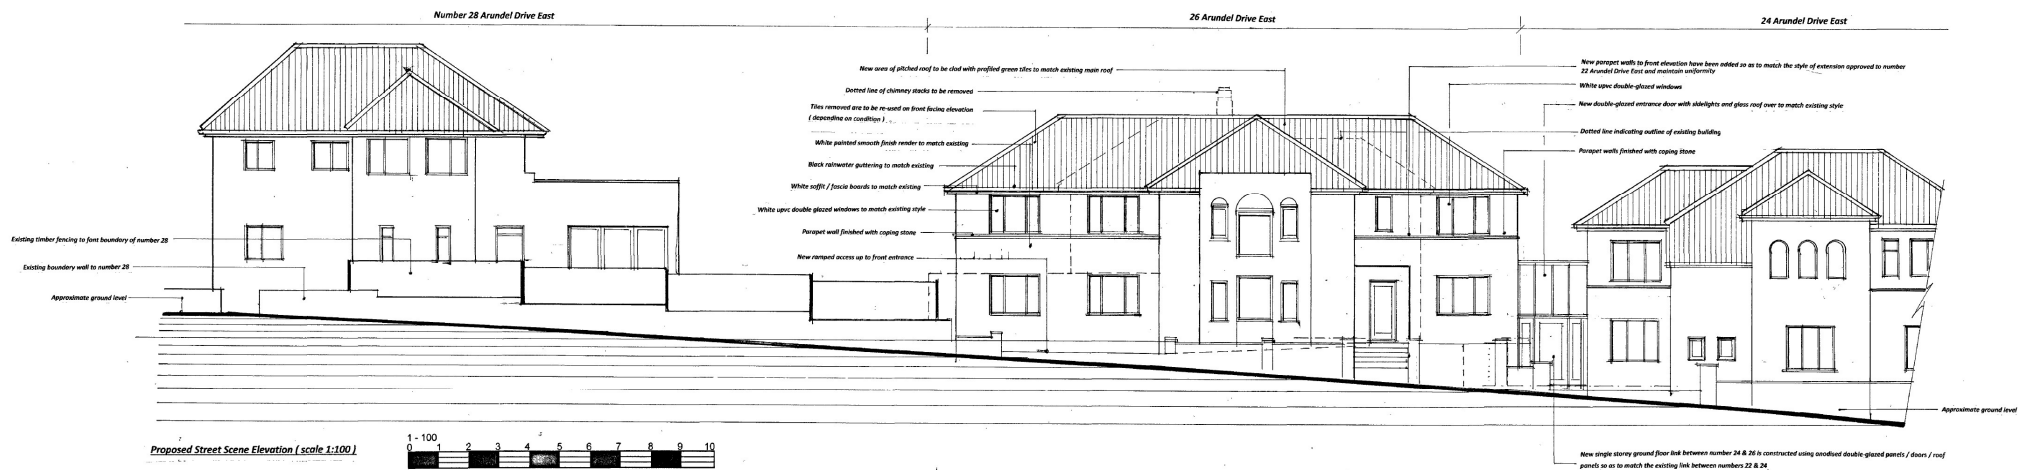 Number 28 Arundel Drive East
26 Arundel Drive East
24 Arundel Drive East
New area of pitched roof to be clad with profiled green tiles to match existing main roof
Dotted line of chimney stacks to be removed
Tiles removed are to be re-used on front facing elevation
( depending on condition )
White painted smooth finish render to match existing
Black rainwater guttering to match existing
White soffit / fascia boards to match existing
White upvc double glazed windows to match existing style
Parapet wall finished with coping stone
New ramped access up to front entrance
New parapet walls to front elevation have been added so as to match the style of extension approved to number
22 Arundel Drive East and maintain uniformity
White upvc double-glazed windows
New double-glazed entrance door with sidelights and glass roof over to match existing style
Dotted line indicating outline of existing building
Parapet walls finished with coping stone
Existing timber fencing to font boundary of number 28
Existing boundary wall to number 28
Approximate ground level
Approximate ground level
Proposed Street Scene Elevation ( scale 1:100 )
1 - 100
0 1 2 3 4 5 6 7 8 9 10
New single storey ground floor link between number 24 & 26 is constructed using anodised double-glazed panels / doors / roof
panels so as to match the existing link between numbers 22 & 24